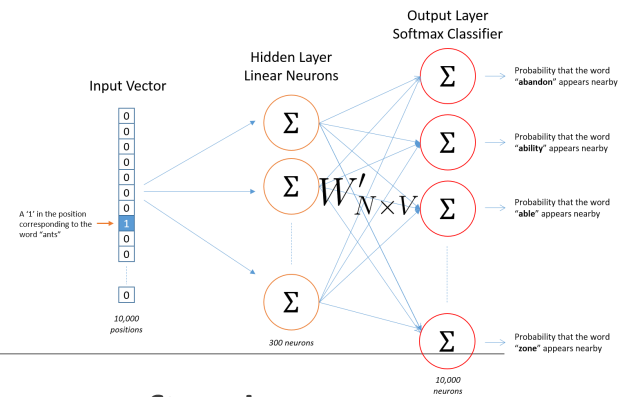 Output Layer
Softmax Classifier
Hidden Layer
Linear Neurons
Input Vector
0
0
0
0
0
0
0
1
0
0
0
A ‘1’ in the position
corresponding to the
word “ants”
10,000
positions
Σ
Σ
Σ
300 neurons
W′N×V
Σ
Σ
Σ
Σ
10,000
neurons
Probability that the word
“abandon” appears nearby
Probability that the word
“ability” appears nearby
Probability that the word
“able” appears nearby
Probability that the word
“zone” appears nearby